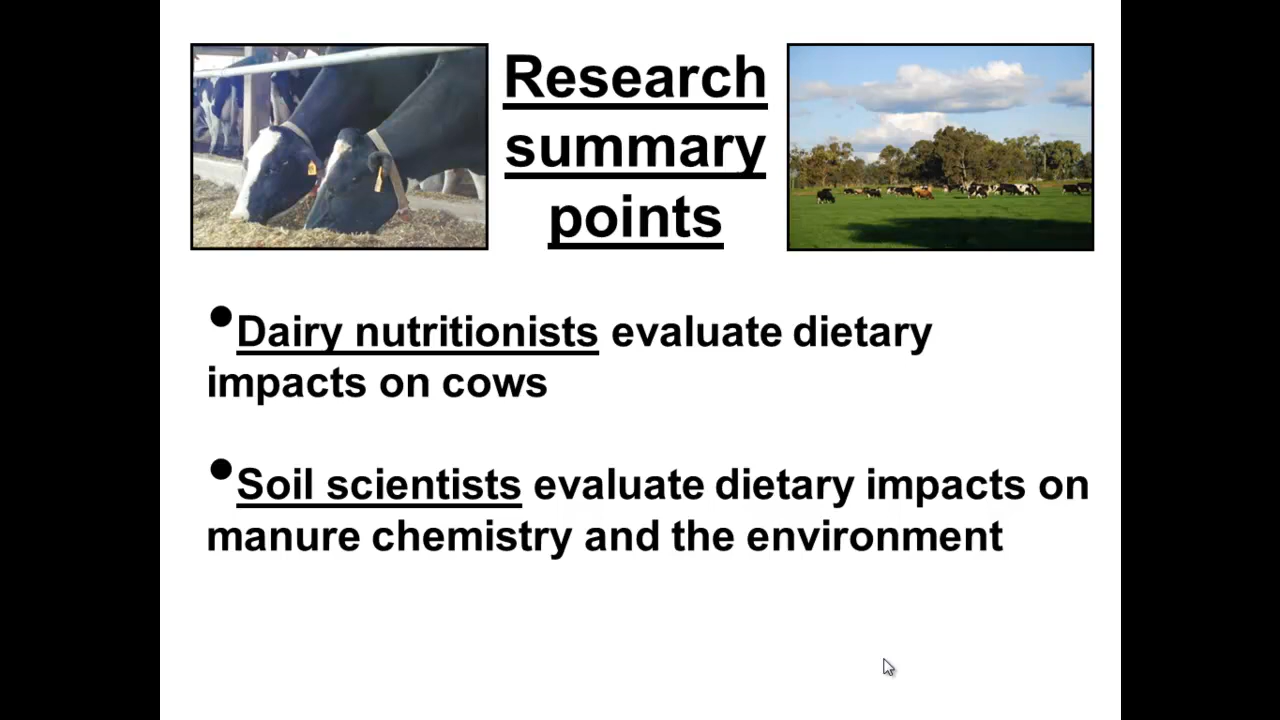 Research
summary
points
•Dairy nutritionists evaluate dietary
impacts on cows
•Soil scientists evaluate dietary impacts on
manure chemistry and the environment